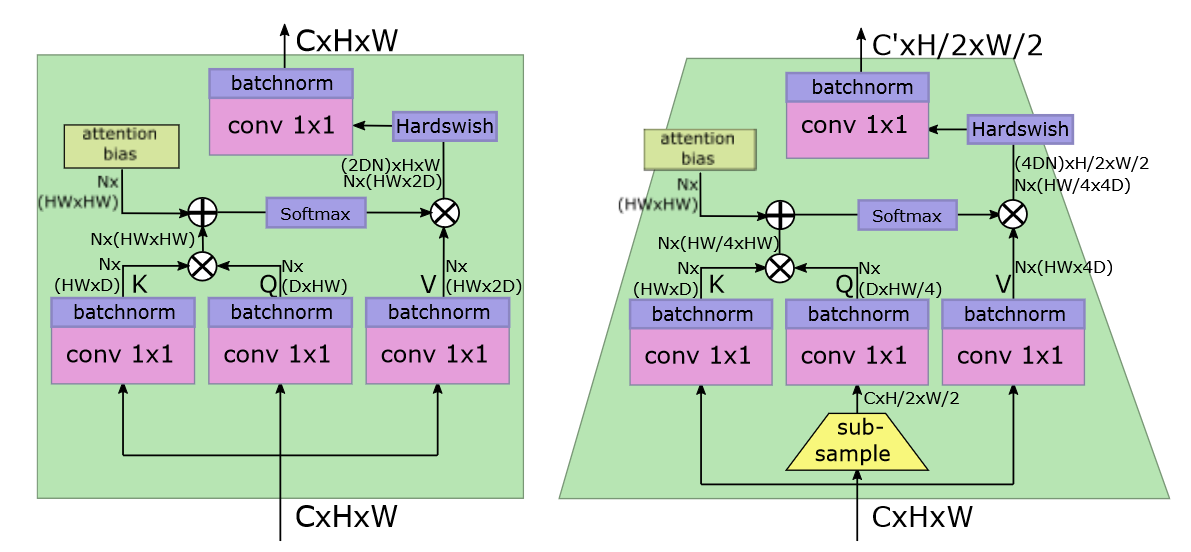 CxHxW
batchnorm
conv 1x1
Hardswish
attention
bias
(2DN)xHxW
Nx(HWx2D)
Nx
(HWxHW)
Softmax
Nx(HWxHW)
Nx
(HWxD)
K
Q
Nx
(DxHW)
V
Nx
(HWx2D)
batchnorm
conv 1x1
batchnorm
conv 1x1
batchnorm
conv 1x1
CxHxW
C'xH/2xW/2
batchnorm
conv 1x1
Hardswish
attention
bias
(4DN)xH/2xW/2
Nx(HW/4x4D)
Nx
(HWxHW)
Softmax
Nx(HW/4xHW)
Nx
(HWxD)
K
Q
Nx
(DxHW/4)
V
Nx(HWx4D)
batchnorm
conv 1x1
batchnorm
conv 1x1
batchnorm
conv 1x1
CxH/2xW/2
sub-
sample
CxHxW